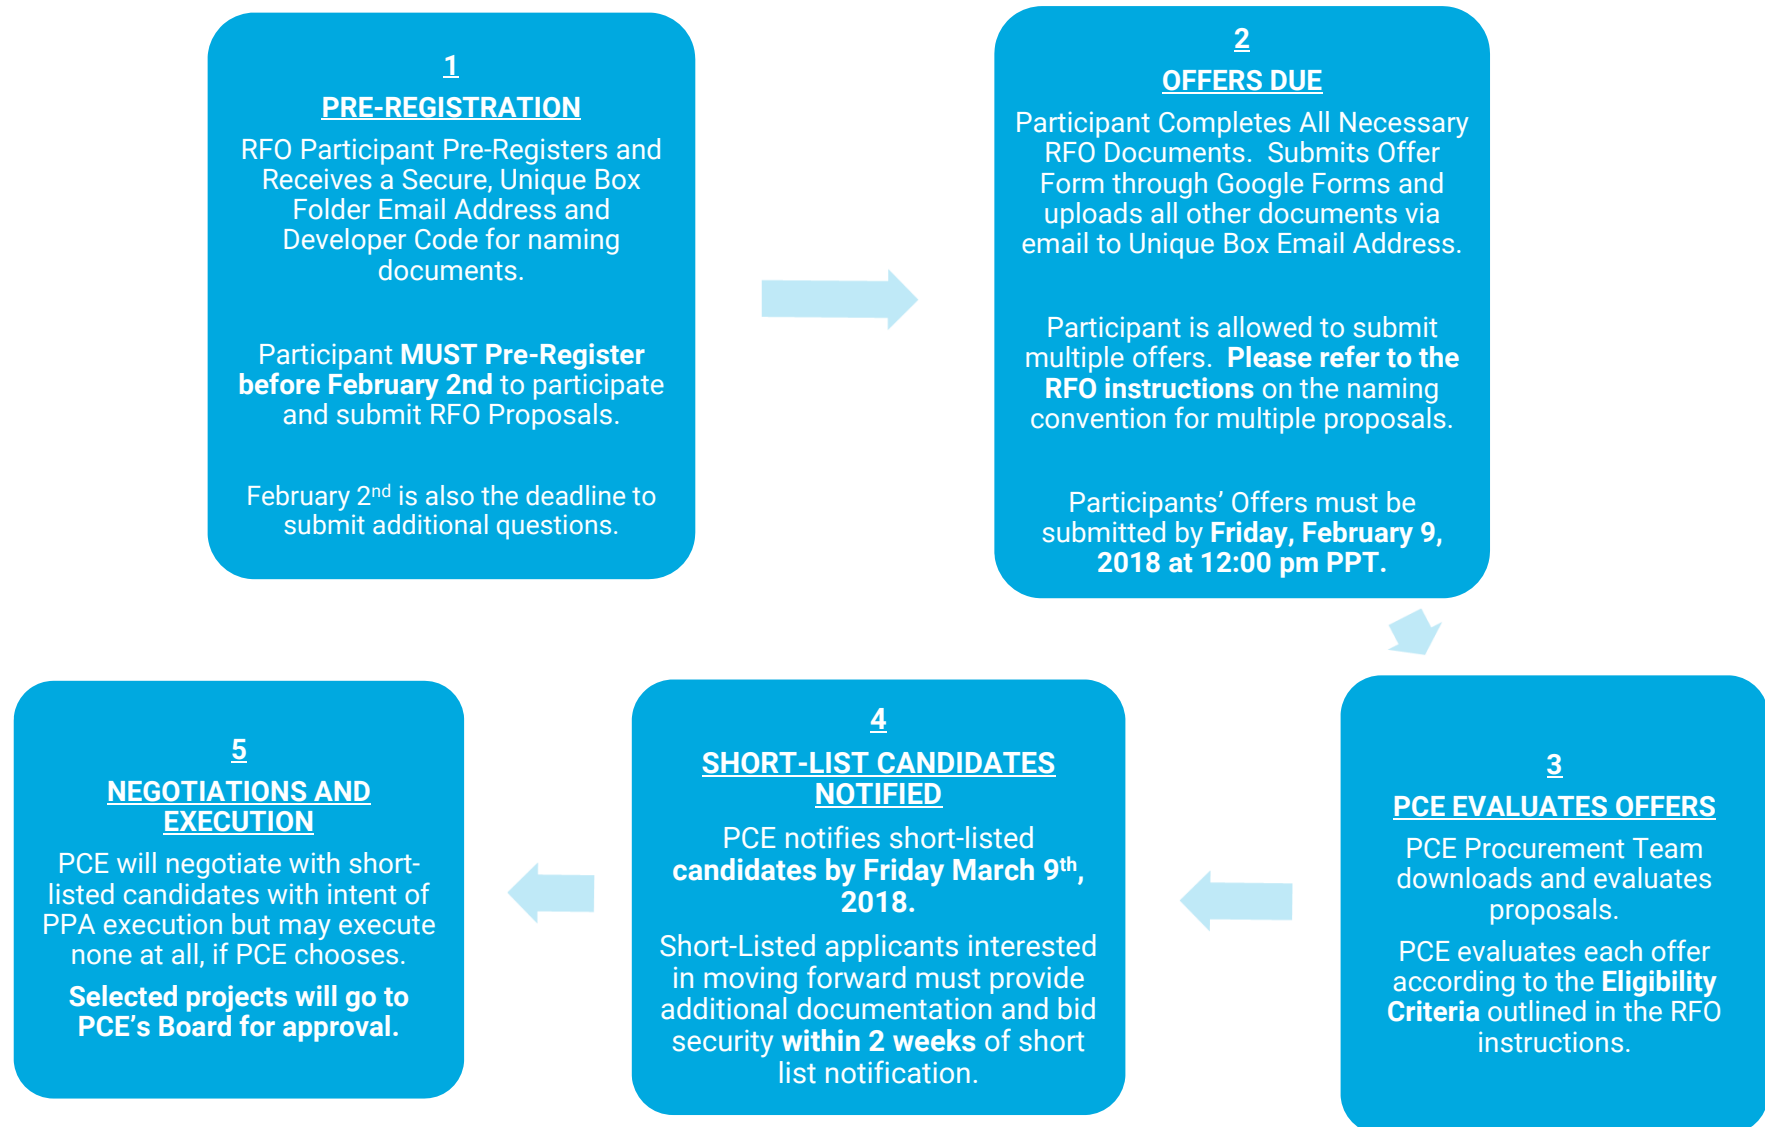 1
PRE-REGISTRATION
RFO Participant Pre-Registers and
Receives a Secure, Unique Box
Folder Email Address and
Developer Code for naming
documents.
Participant MUST Pre-Register
before February 2nd to participate
and submit RFO Proposals.
February 2nd is also the deadline to
submit additional questions.
2
OFFERS DUE
Participant Completes All Necessary
RFO Documents.  Submits Offer
Form through Google Forms and
uploads all other documents via
email to Unique Box Email Address.
Participant is allowed to submit
multiple offers.  Please refer to the
RFO instructions on the naming
convention for multiple proposals.
Participants’ Offers must be
submitted by Friday, February 9,
2018 at 12:00 pm PPT.
3
PCE EVALUATES OFFERS
PCE Procurement Team
downloads and evaluates
proposals.
PCE evaluates each offer
according to the Eligibility
Criteria outlined in the RFO
instructions.
4
SHORT-LIST CANDIDATES
NOTIFIED
PCE notifies short-listed
candidates by Friday March 9th,
2018.
Short-Listed applicants interested
in moving forward must provide
additional documentation and bid
security within 2 weeks of short
list notification.
5
NEGOTIATIONS AND
EXECUTION
PCE will negotiate with short-
listed candidates with intent of
PPA execution but may execute
none at all, if PCE chooses.
Selected projects will go to
PCE’s Board for approval.